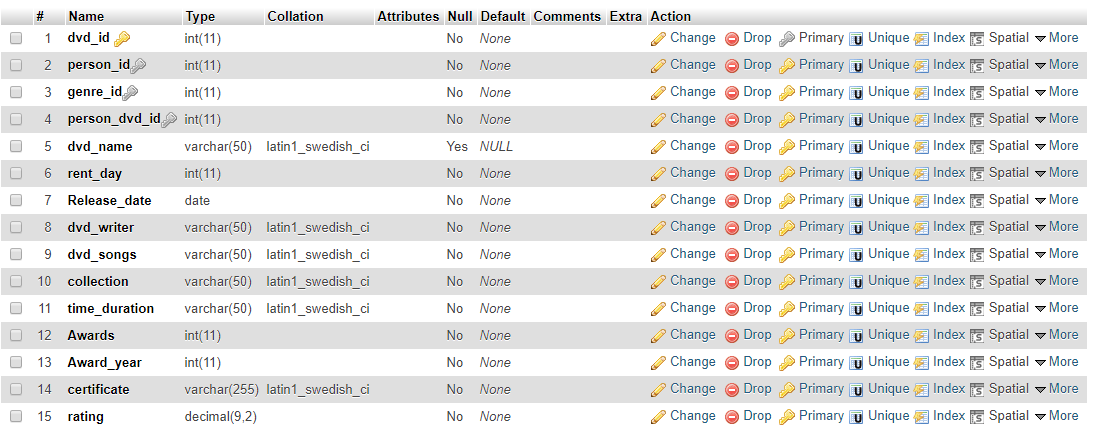 # Name Type Collation Attributes Null Default Comments Extra Action
1 dvd_id int(11) No None Change Drop Primary Unique Index Spatial More
2 person_id int(11) No None Change Drop Primary Unique Index Spatial More
3 genre_id int(11) No None Change Drop Primary Unique Index Spatial More
4 person_dvd_id int(11) No None Change Drop Primary Unique Index Spatial More
5 dvd_name varchar(50) latin1_swedish_ci Yes NULL Change Drop Primary Unique Index Spatial More
6 rent_day int(11) No None Change Drop Primary Unique Index Spatial More
7 Release_date date No None Change Drop Primary Unique Index Spatial More
8 dvd_writer varchar(50) latin1_swedish_ci No None Change Drop Primary Unique Index Spatial More
9 dvd_songs varchar(50) latin1_swedish_ci No None Change Drop Primary Unique Index Spatial More
10 collection varchar(50) latin1_swedish_ci No None Change Drop Primary Unique Index Spatial More
11 time_duration varchar(50) latin1_swedish_ci No None Change Drop Primary Unique Index Spatial More
12 Awards int(11) No None Change Drop Primary Unique Index Spatial More
13 Award_year int(11) No None Change Drop Primary Unique Index Spatial More
14 certificate varchar(255) latin1_swedish_ci No None Change Drop Primary Unique Index Spatial More
15 rating decimal(9,2) No None Change Drop Primary Unique Index Spatial More